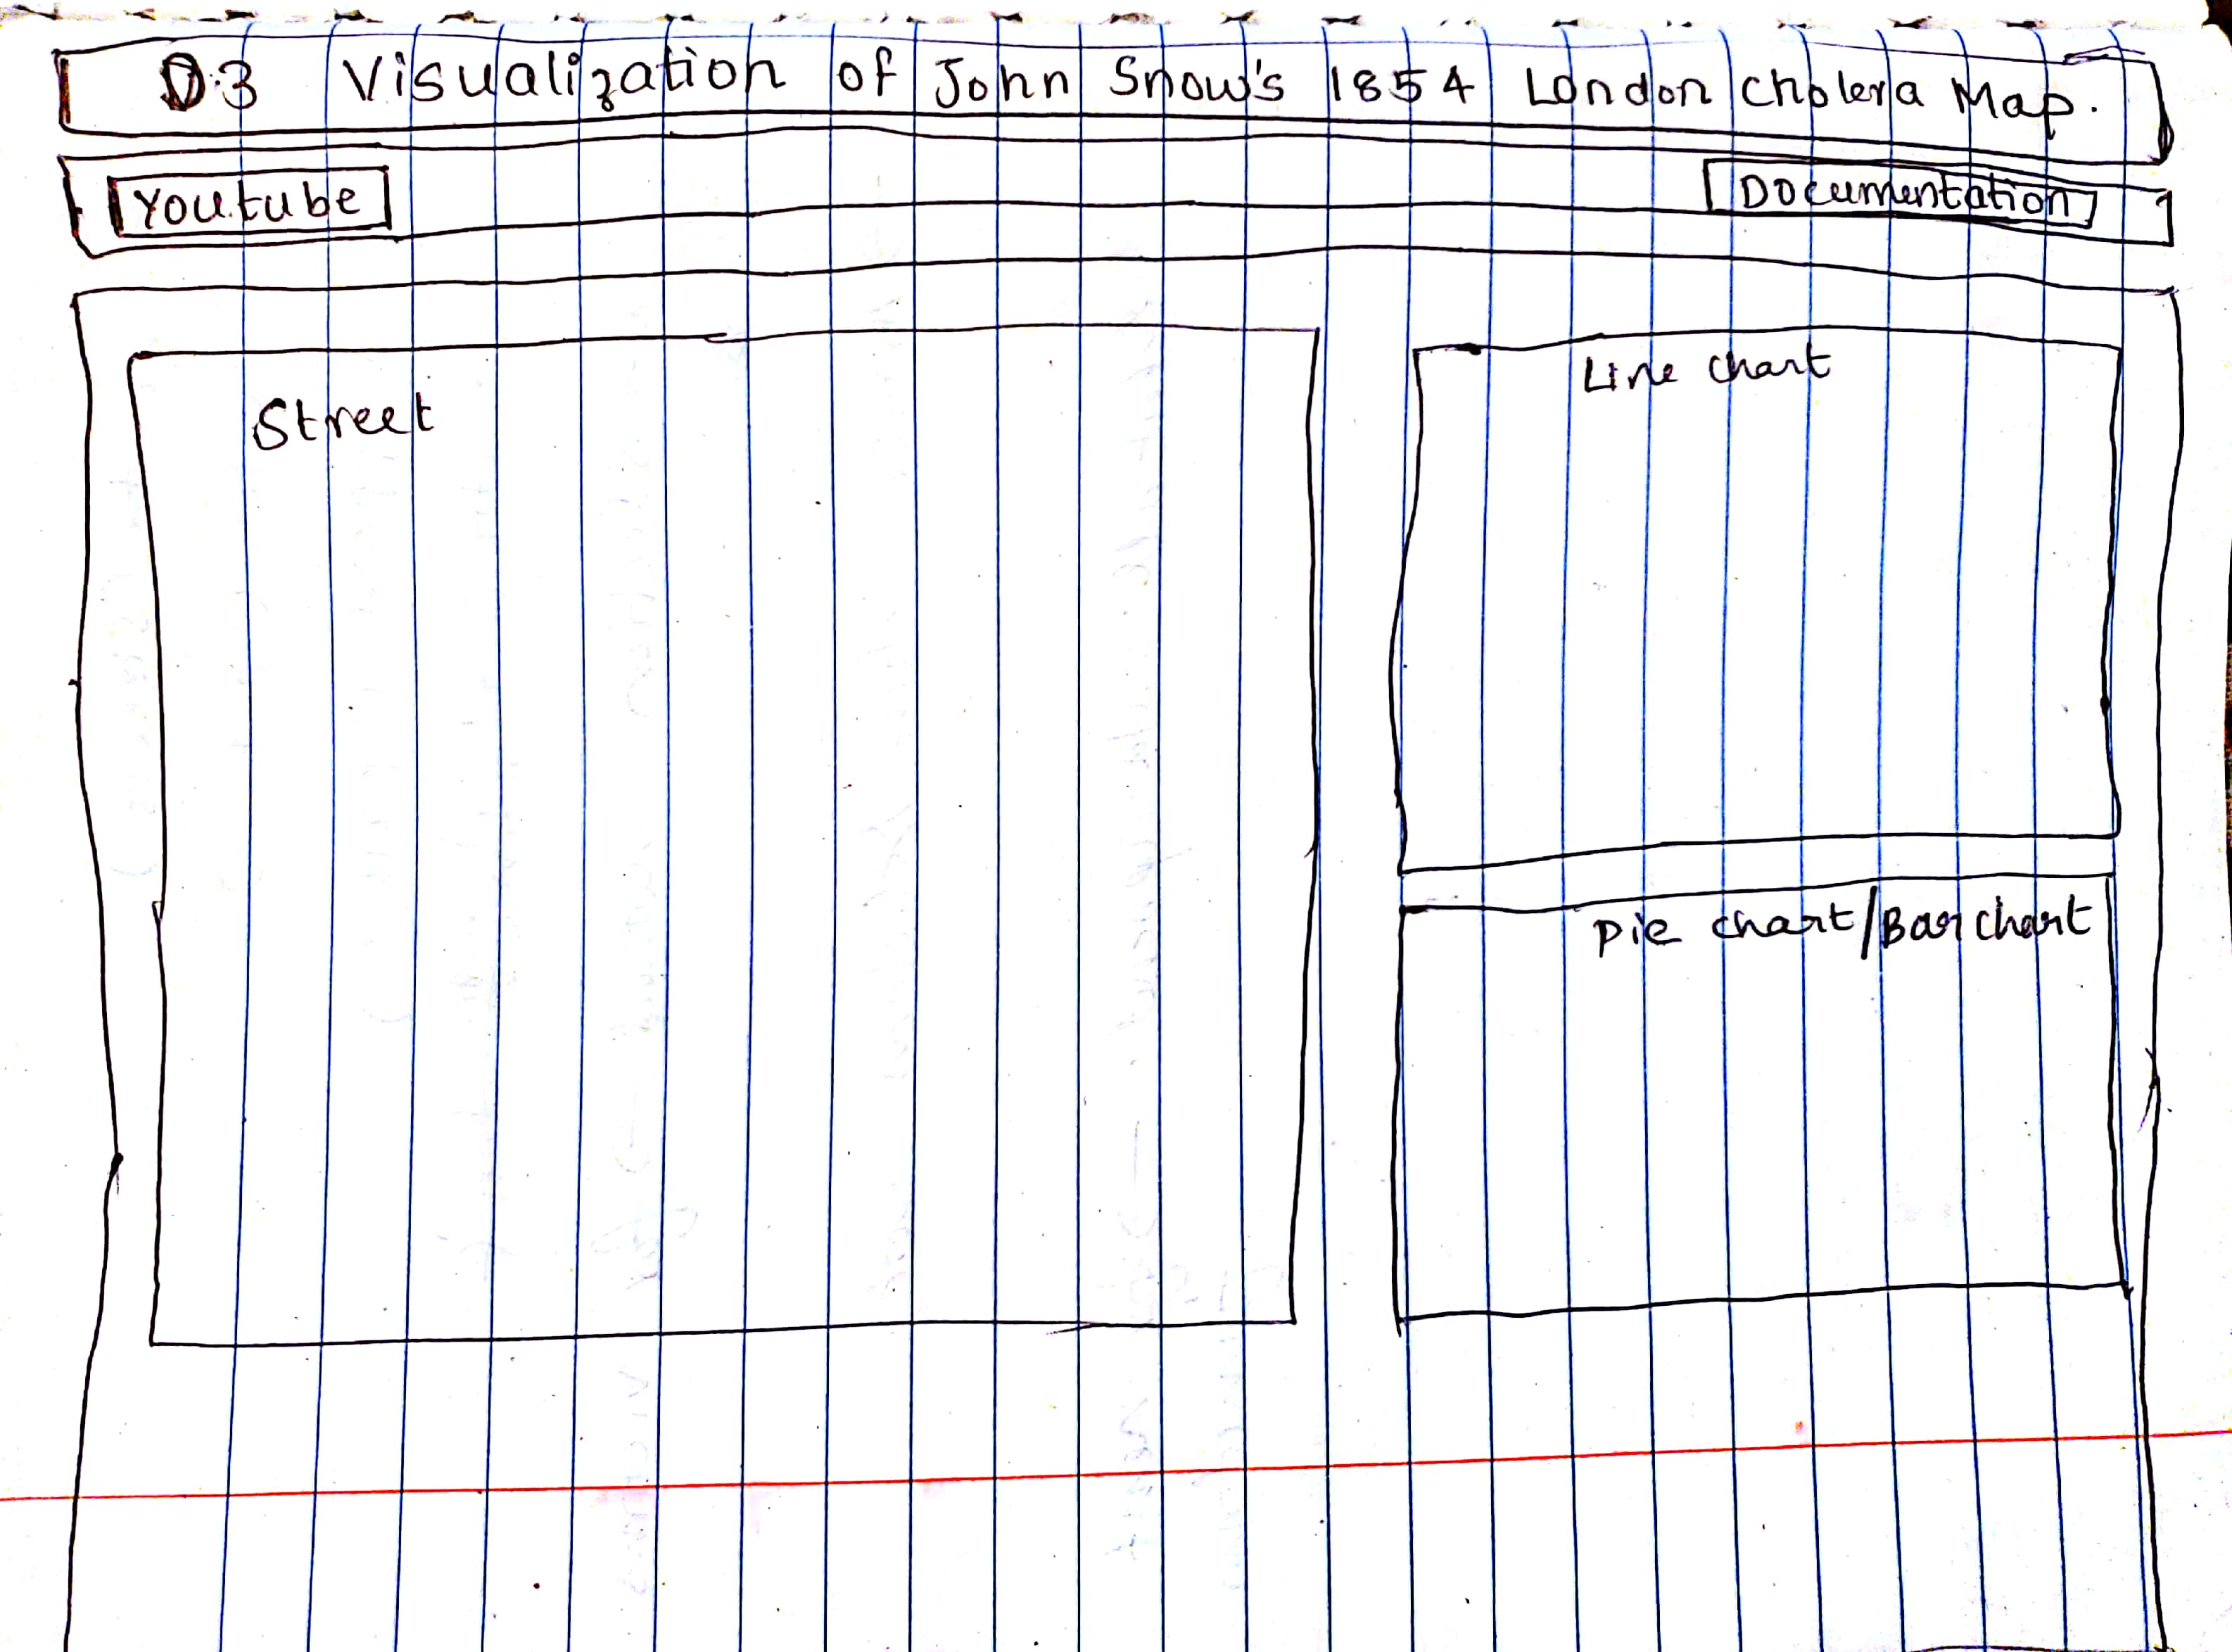 D3 Visualization of John Snow's 1854 London Cholera Map.
Youtube
Documentation
Street
Line chart
Pie chart/Bar chart